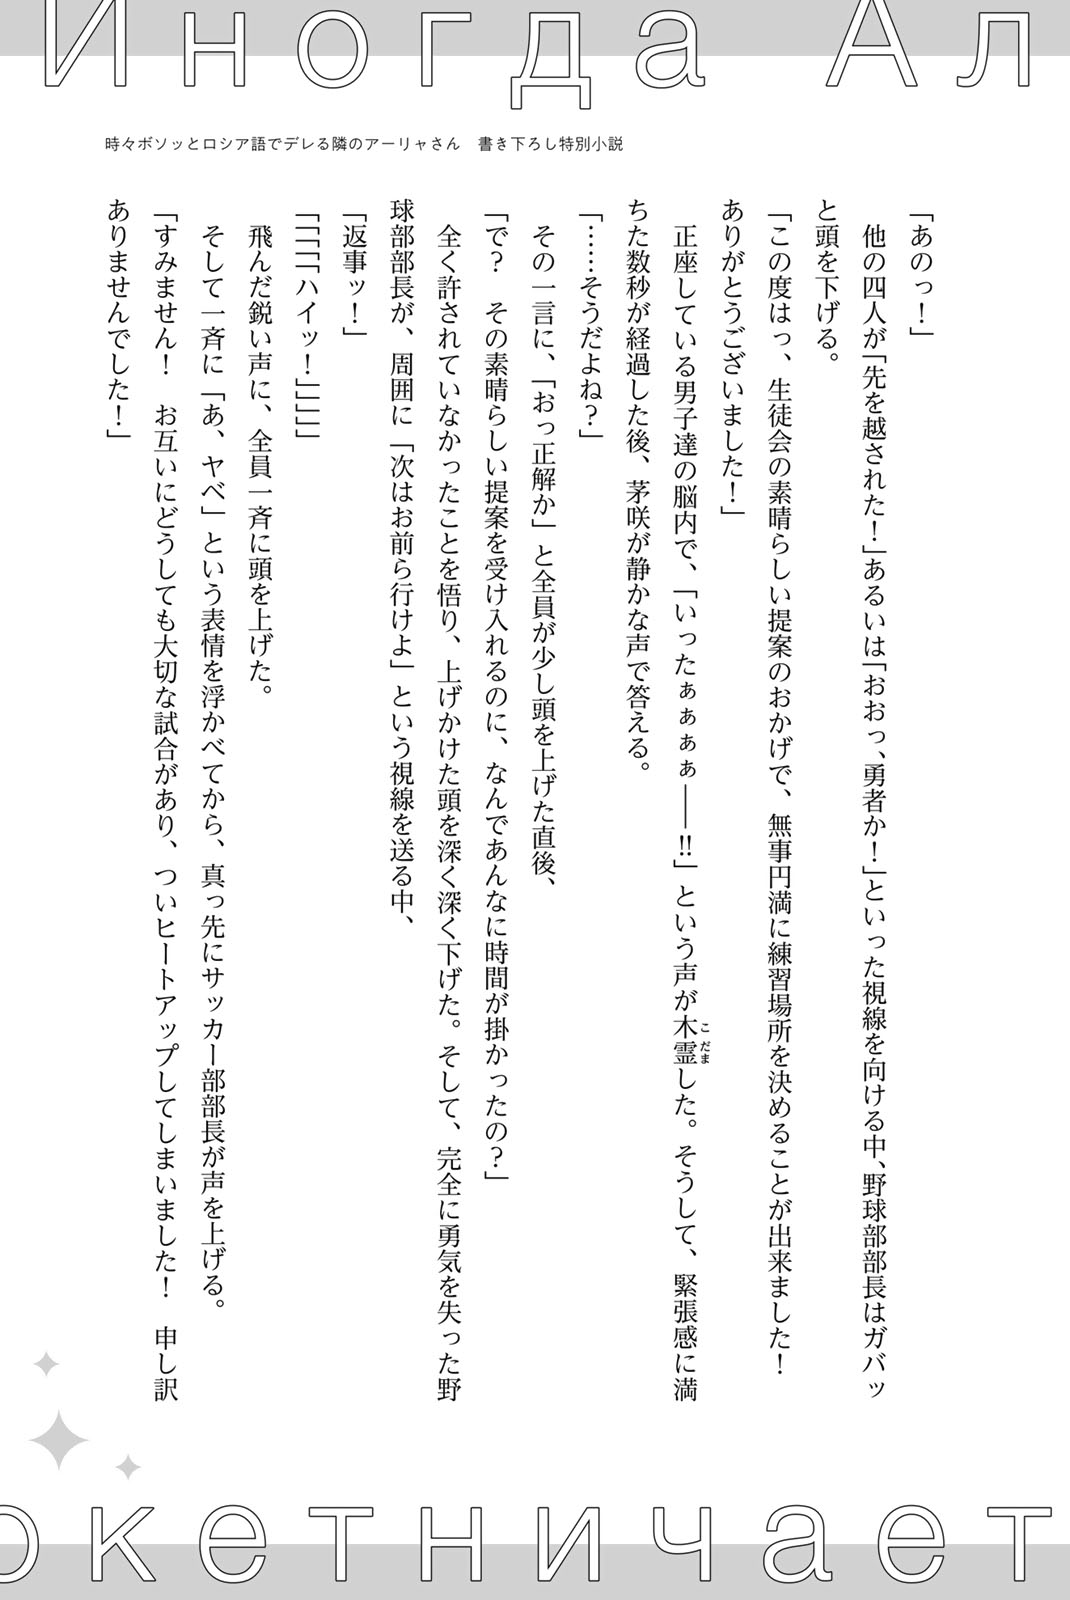 Иногда Ал
時々ボソッとロシア語でデレる隣のアーリャさん　書き下ろし特別小説
「あのっ！」
　他の四人が「先を越された！」あるいは「おおっ、勇者か！」といった視線を向ける中、野球部部長はガバッ
と頭を下げる。
「この度はっ、生徒会の素晴らしい提案のおかげで、無事円満に練習場所を決めることが出来ました！
ありがとうございました！」
　正座している男子達の脳内で、「いったぁぁぁぁ――!!」という声が木霊した。そうして、緊張感に満
こだま
ちた数秒が経過した後、茅咲が静かな声で答える。
「……そうだよね？」
　その一言に、「おっ正解か」と全員が少し頭を上げた直後、
「で？　その素晴らしい提案を受け入れるのに、なんであんなに時間が掛かったの？」
　全く許されていなかったことを悟り、上げかけた頭を深く深く下げた。そして、完全に勇気を失った野
球部部長が、周囲に「次はお前ら行けよ」という視線を送る中、
「返事ッ！」
「「「「「ハイッ！」」」」」
　飛んだ鋭い声に、全員一斉に頭を上げた。
　そして一斉に「あ、ヤベ」という表情を浮かべてから、真っ先にサッカー部部長が声を上げる。
「すみません！　お互いにどうしても大切な試合があり、ついヒートアップしてしまいました！　申し訳
ありませんでした！」
окетничает